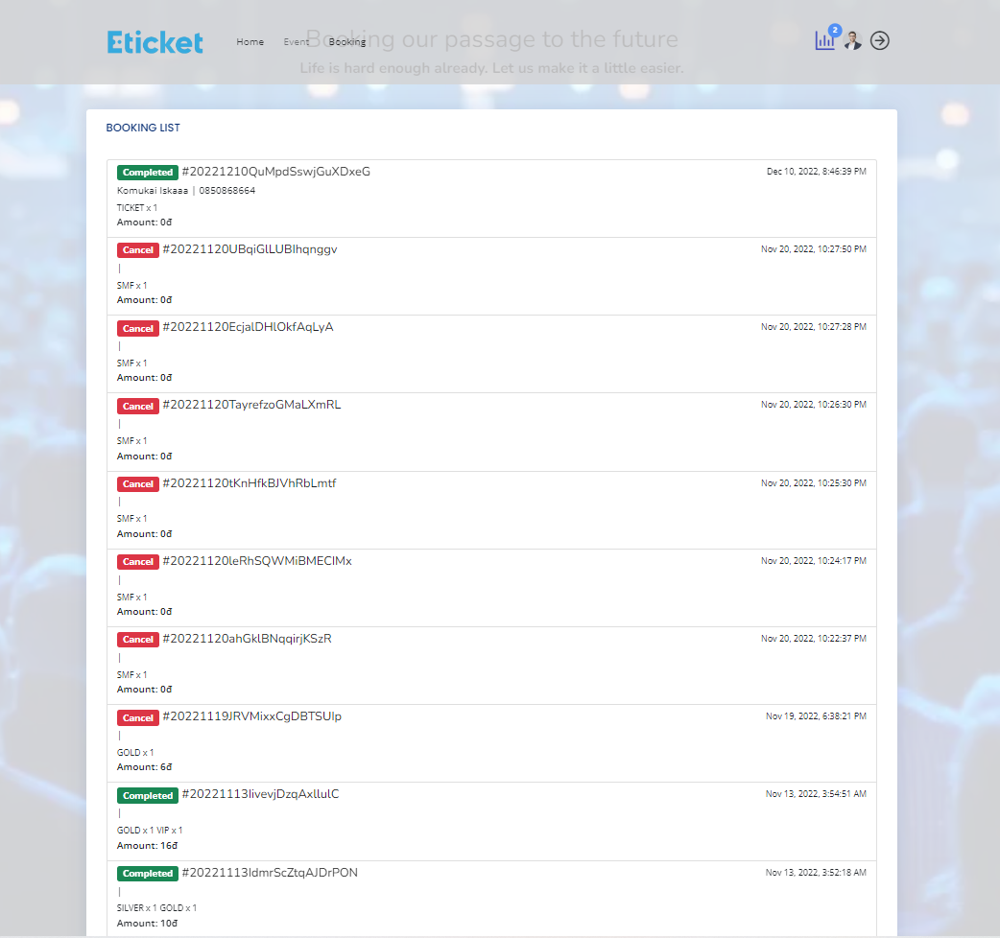 Eticket
Home Event Booking
Booking our passage to the future
2
Life is hard enough already. Let us make it a little easier.
BOOKING LIST
Completed #20221210QuMpdSswjGuXDxeG Dec 10, 2022, 8:46:39 PM
Komukai Iskaaa | 0850868664
TICKET x 1
Amount: 0đ
Cancel #20221120UBqiGlLUBIhqnggv Nov 20, 2022, 10:27:50 PM
|
SMF x 1
Amount: 0đ
Cancel #20221120EcjalDHlOkfAqLyA Nov 20, 2022, 10:27:28 PM
|
SMF x 1
Amount: 0đ
Cancel #20221120TayrefzoGMaLXmRL Nov 20, 2022, 10:26:30 PM
|
SMF x 1
Amount: 0đ
Cancel #20221120tKnHfkBJVhRbLmtf Nov 20, 2022, 10:25:30 PM
|
SMF x 1
Amount: 0đ
Cancel #20221120leRhSQWMiBMECIMx Nov 20, 2022, 10:24:17 PM
|
SMF x 1
Amount: 0đ
Cancel #20221120ahGklBNqqirjKSzR Nov 20, 2022, 10:22:37 PM
|
SMF x 1
Amount: 0đ
Cancel #20221119JRVMixxCgDBTSUIp Nov 19, 2022, 6:38:21 PM
|
GOLD x 1
Amount: 6đ
Completed #20221113IivevjDzqAxllulC Nov 13, 2022, 3:54:51 AM
|
GOLD x 1 VIP x 1
Amount: 16đ
Completed #20221113IdmrScZtqAJDrPON Nov 13, 2022, 3:52:18 AM
|
SILVER x 1 GOLD x 1
Amount: 10đ